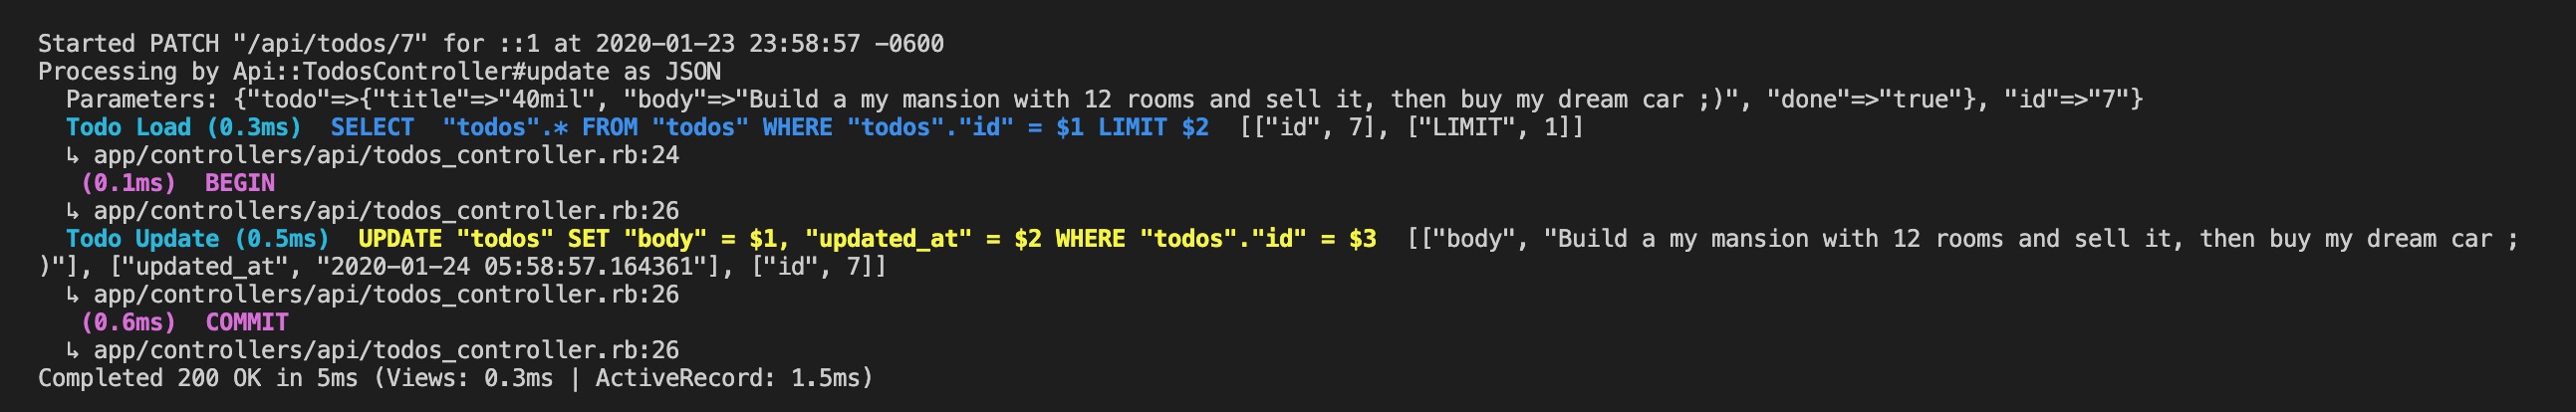 Started PATCH "/api/todos/7" for ::1 at 2020-01-23 23:58:57 -0600
Processing by Api::TodosController#update as JSON
  Parameters: {"todo"=>{"title"=>"40mil", "body"=>"Build a my mansion with 12 rooms and sell it, then buy my dream car ;)", "done"=>"true"}, "id"=>"7"}
  Todo Load (0.3ms)  SELECT  "todos".* FROM "todos" WHERE "todos"."id" = $1 LIMIT $2  [["id", 7], ["LIMIT", 1]]
  ↳ app/controllers/api/todos_controller.rb:24
   (0.1ms)  BEGIN
  ↳ app/controllers/api/todos_controller.rb:26
  Todo Update (0.5ms)  UPDATE "todos" SET "body" = $1, "updated_at" = $2 WHERE "todos"."id" = $3  [["body", "Build a my mansion with 12 rooms and sell it, then buy my dream car ;
)"], ["updated_at", "2020-01-24 05:58:57.164361"], ["id", 7]]
  ↳ app/controllers/api/todos_controller.rb:26
   (0.6ms)  COMMIT
  ↳ app/controllers/api/todos_controller.rb:26
Completed 200 OK in 5ms (Views: 0.3ms | ActiveRecord: 1.5ms)